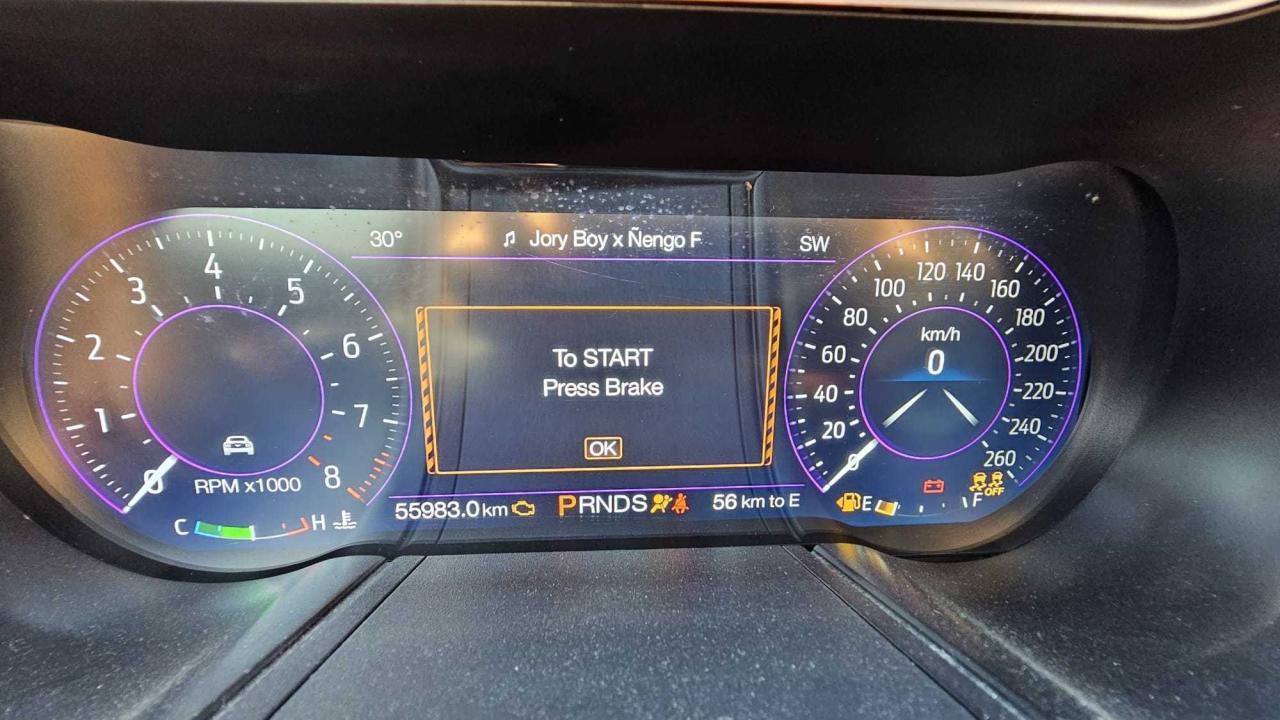 30° Jory Boy x Ñengo F SW
0 1 2 3 4 5 6 7 8
RPM x1000
C H
To START
Press Brake
OK
0 20 40 60 80 100 120 140 160 180 200 220 240 260
km/h
0
55983.0 km PRNDS 56 km to E
E F
OFF